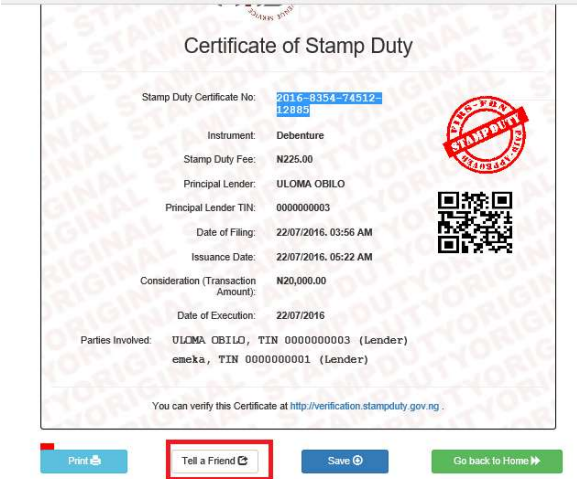 Certificate of Stamp Duty
Stamp Duty Certificate No: 2016-8354-74512-
12885
Instrument: Debenture
Stamp Duty Fee: N225.00
Principal Lender: ULOMA OBILO
Principal Lender TIN: 0000000003
Date of Filing: 22/07/2016. 03:56 AM
Issuance Date: 22/07/2016. 05:22 AM
Consideration (Transaction N20,000.00
Amount):
Date of Execution: 22/07/2016
Parties Involved: ULOMA OBILO, TIN 0000000003 (Lender)
emeka, TIN 0000000001 (Lender)
FIRS-FGN
STAMP DUTY
You can verify this Certificate at http://verification.stampduty.gov.ng .
Print
Tell a Friend
Save
Go back to Home